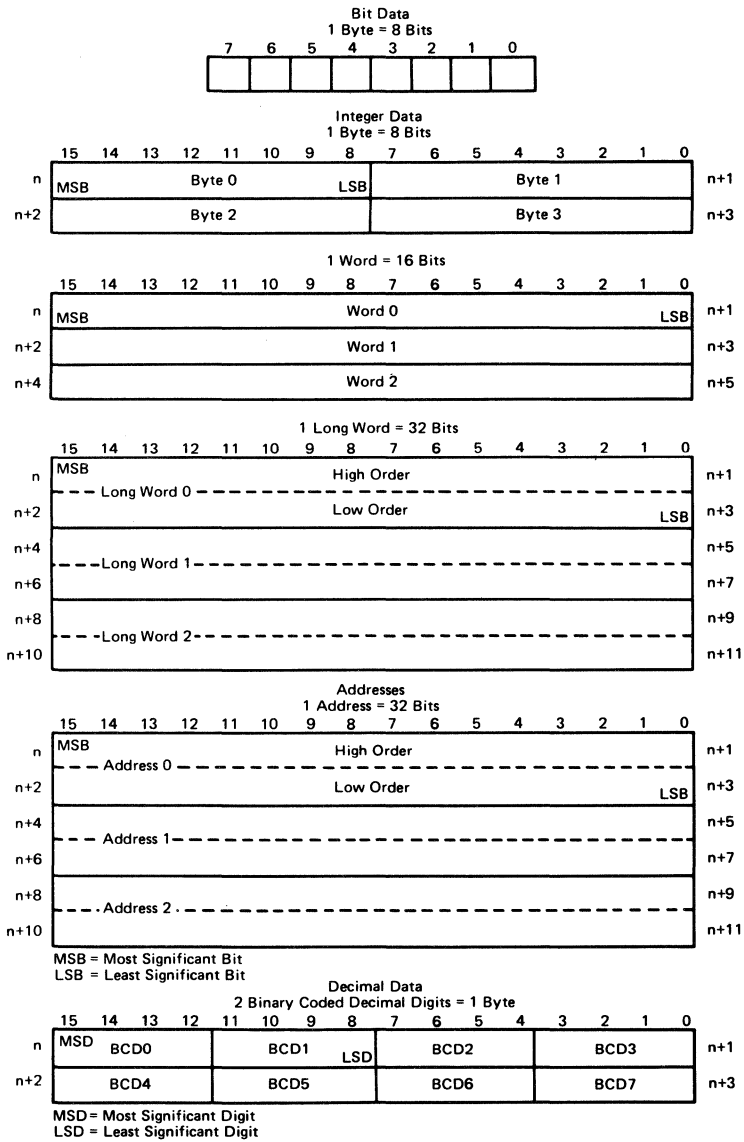 Bit Data
1 Byte = 8 Bits
7 6 5 4 3 2 1 0
Integer Data
1 Byte = 8 Bits
15 14 13 12 11 10 9 8 7 6 5 4 3 2 1 0
n MSB Byte 0 LSB Byte 1 n+1
n+2 Byte 2 Byte 3 n+3
1 Word = 16 Bits
15 14 13 12 11 10 9 8 7 6 5 4 3 2 1 0
n MSB Word 0 LSB n+1
n+2 Word 1 n+3
n+4 Word 2 n+5
1 Long Word = 32 Bits
15 14 13 12 11 10 9 8 7 6 5 4 3 2 1 0
n MSB High Order n+1
Long Word 0
n+2 Low Order LSB n+3
n+4 n+5
Long Word 1
n+6 n+7
n+8 n+9
Long Word 2
n+10 n+11
Addresses
1 Address = 32 Bits
15 14 13 12 11 10 9 8 7 6 5 4 3 2 1 0
n MSB High Order n+1
Address 0
n+2 Low Order LSB n+3
n+4 n+5
Address 1
n+6 n+7
n+8 n+9
Address 2
n+10 n+11
MSB = Most Significant Bit
LSB = Least Significant Bit
Decimal Data
2 Binary Coded Decimal Digits = 1 Byte
15 14 13 12 11 10 9 8 7 6 5 4 3 2 1 0
n MSD BCD0 BCD1 LSD BCD2 BCD3 n+1
n+2 BCD4 BCD5 BCD6 BCD7 n+3
MSD = Most Significant Digit
LSD = Least Significant Digit